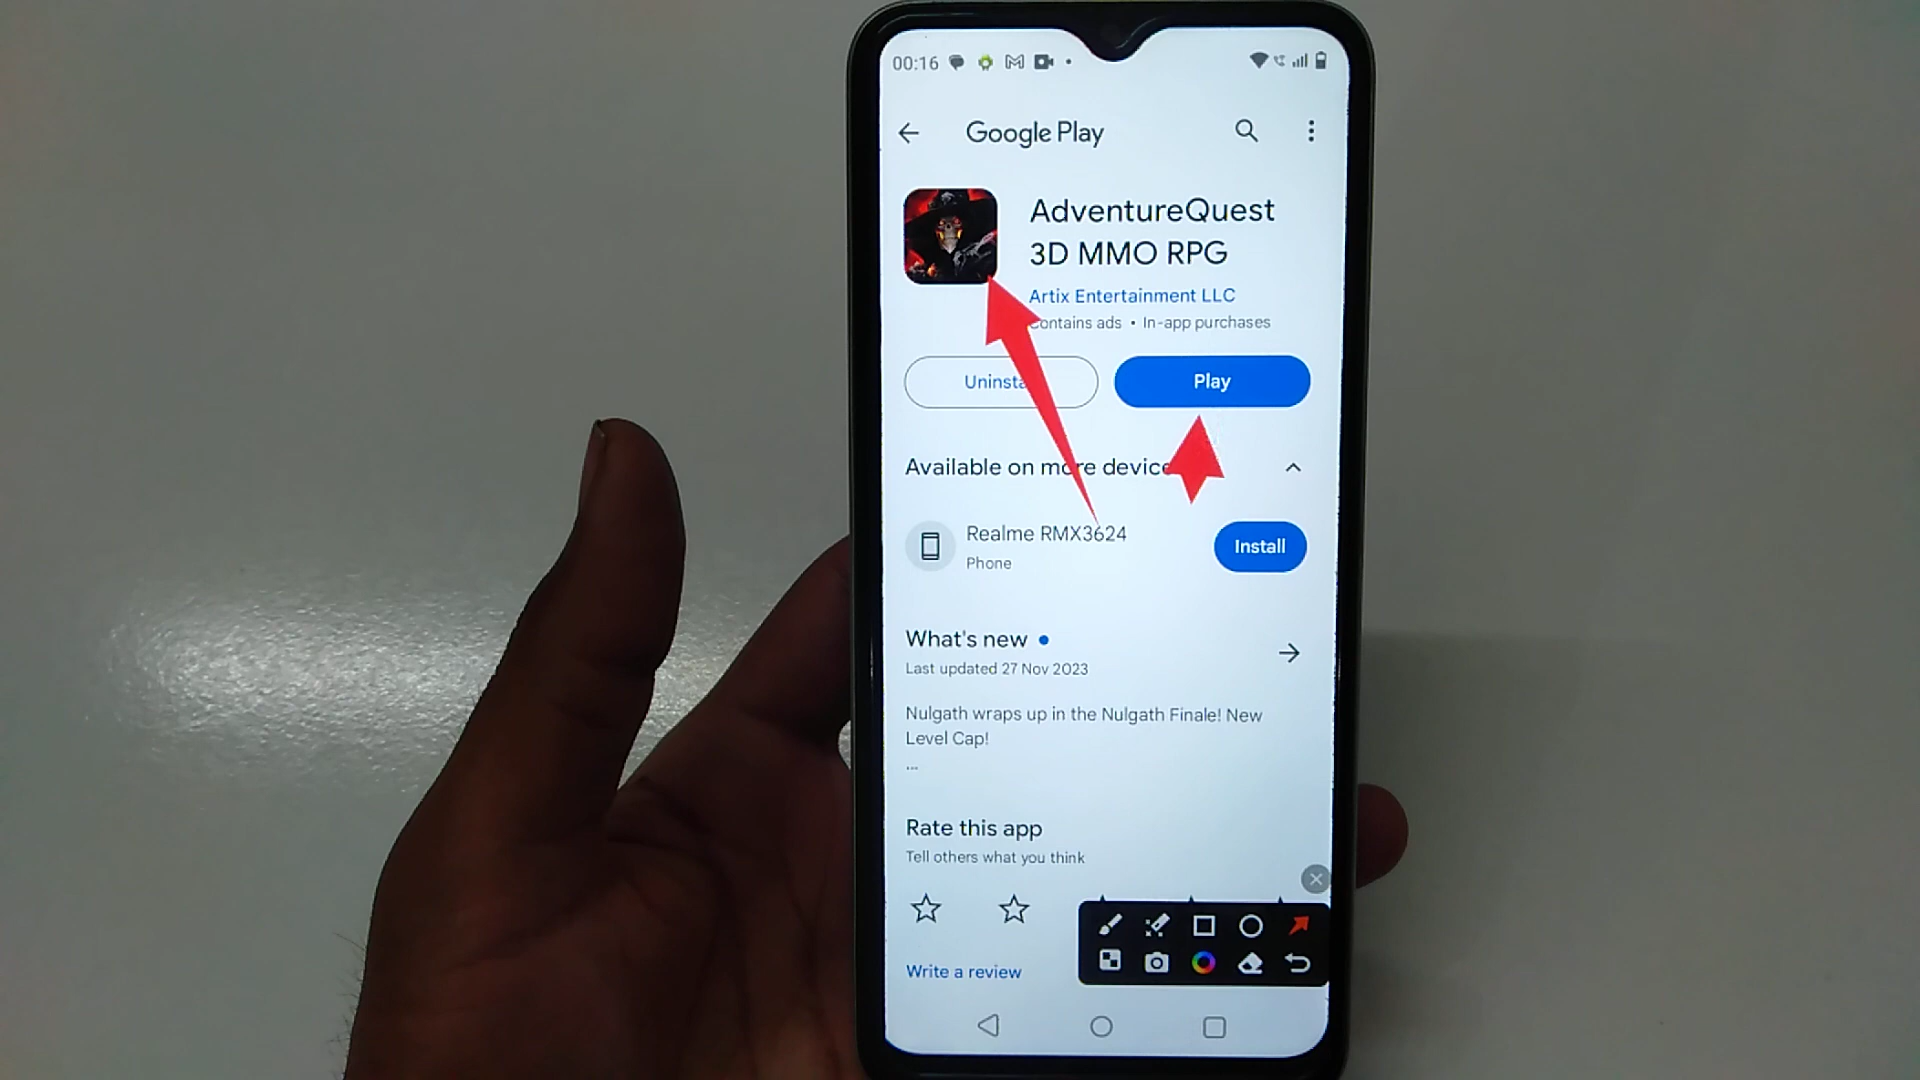 00:16
Google Play
AdventureQuest
3D MMO RPG
Artix Entertainment LLC
Contains ads • In-app purchases
Play
Available on more
Realme RMX3624
Phone
Install
What's new
Last updated 27 Nov 2023
Nulgath wraps up in the Nulgath Finale! New
Level Cap!
...
Rate this app
Tell others what you think
Write a review